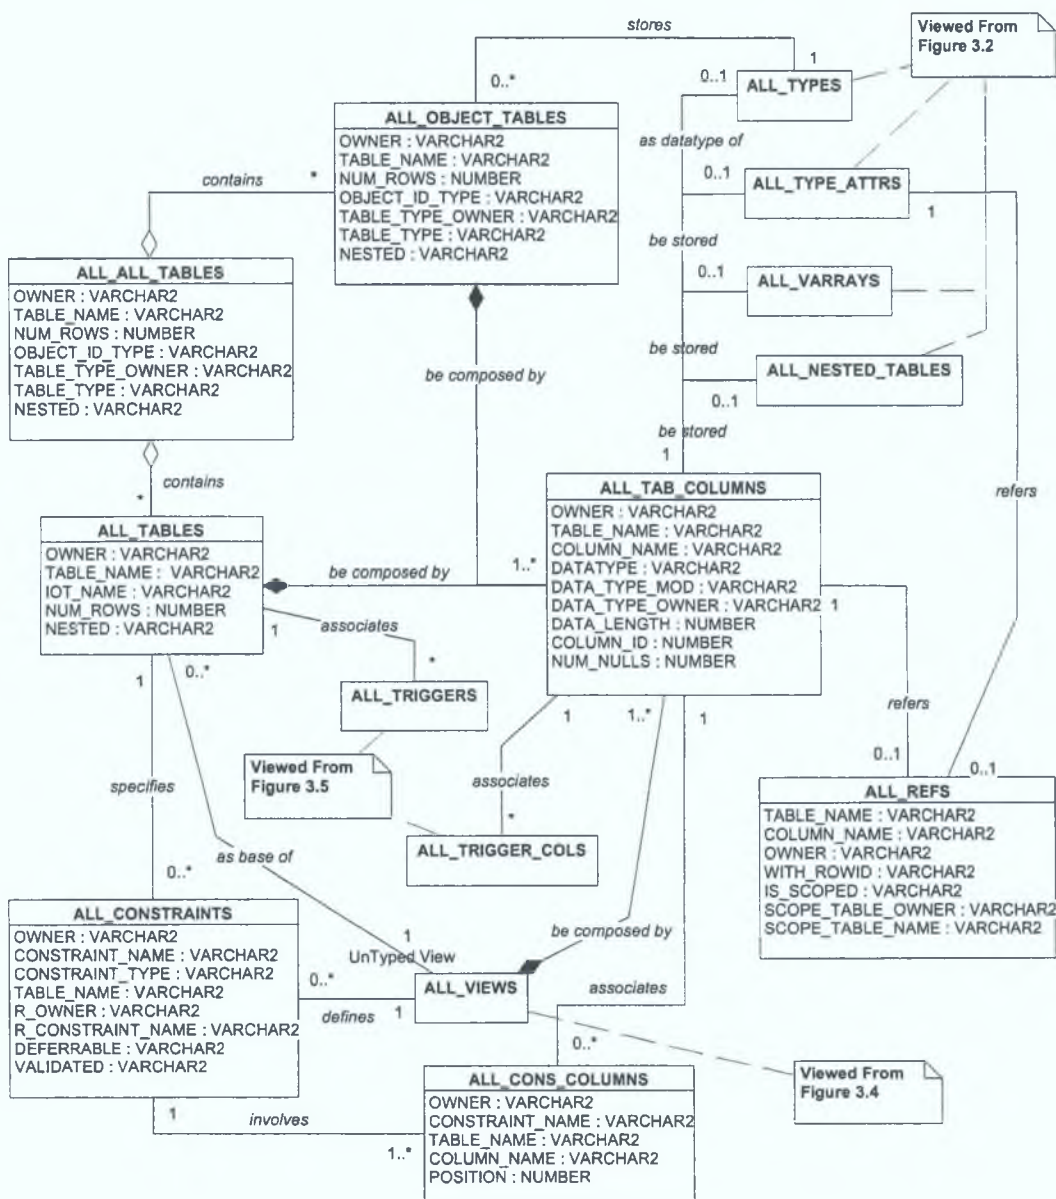 stores
Viewed From
Figure 3.2
0..*
1
0..1
ALL_TYPES
ALL_OBJECT_TABLES
OWNER : VARCHAR2
TABLE_NAME : VARCHAR2
NUM_ROWS : NUMBER
OBJECT_ID_TYPE : VARCHAR2
TABLE_TYPE_OWNER : VARCHAR2
TABLE_TYPE : VARCHAR2
NESTED : VARCHAR2
as datatype of
0..1
ALL_TYPE_ATTRS
1
contains
*
be stored
0..1
ALL_VARRAYS
ALL_ALL_TABLES
OWNER : VARCHAR2
TABLE_NAME : VARCHAR2
NUM_ROWS : NUMBER
OBJECT_ID_TYPE : VARCHAR2
TABLE_TYPE_OWNER : VARCHAR2
TABLE_TYPE : VARCHAR2
NESTED : VARCHAR2
be stored
ALL_NESTED_TABLES
0..1
be composed by
be stored
1
contains
*
refers
ALL_TAB_COLUMNS
OWNER : VARCHAR2
TABLE_NAME : VARCHAR2
COLUMN_NAME : VARCHAR2
DATATYPE : VARCHAR2
DATA_TYPE_MOD : VARCHAR2
DATA_TYPE_OWNER : VARCHAR2
DATA_LENGTH : NUMBER
COLUMN_ID : NUMBER
NUM_NULLS : NUMBER
ALL_TABLES
OWNER : VARCHAR2
TABLE_NAME : VARCHAR2
IOT_NAME : VARCHAR2
NUM_ROWS : NUMBER
NESTED : VARCHAR2
be composed by
1..*
1
1
associates
*
1
0..*
1
ALL_TRIGGERS
1
1..*
1
refers
0..1
0..1
Viewed From
Figure 3.5
specifies
associates
*
ALL_TRIGGER_COLS
ALL_REFS
TABLE_NAME : VARCHAR2
COLUMN_NAME : VARCHAR2
OWNER : VARCHAR2
WITH_ROWID : VARCHAR2
IS_SCOPED : VARCHAR2
SCOPE_TABLE_OWNER : VARCHAR2
SCOPE_TABLE_NAME : VARCHAR2
as base of
0..*
ALL_CONSTRAINTS
OWNER : VARCHAR2
CONSTRAINT_NAME : VARCHAR2
CONSTRAINT_TYPE : VARCHAR2
TABLE_NAME : VARCHAR2
R_OWNER : VARCHAR2
R_CONSTRAINT_NAME : VARCHAR2
DEFERRABLE : VARCHAR2
VALIDATED : VARCHAR2
1
UnTyped View
be composed by
0..*
ALL_VIEWS
defines
1
associates
0..*
Viewed From
Figure 3.4
ALL_CONS_COLUMNS
OWNER : VARCHAR2
CONSTRAINT_NAME : VARCHAR2
TABLE_NAME : VARCHAR2
COLUMN_NAME : VARCHAR2
POSITION : NUMBER
1
involves
1..*